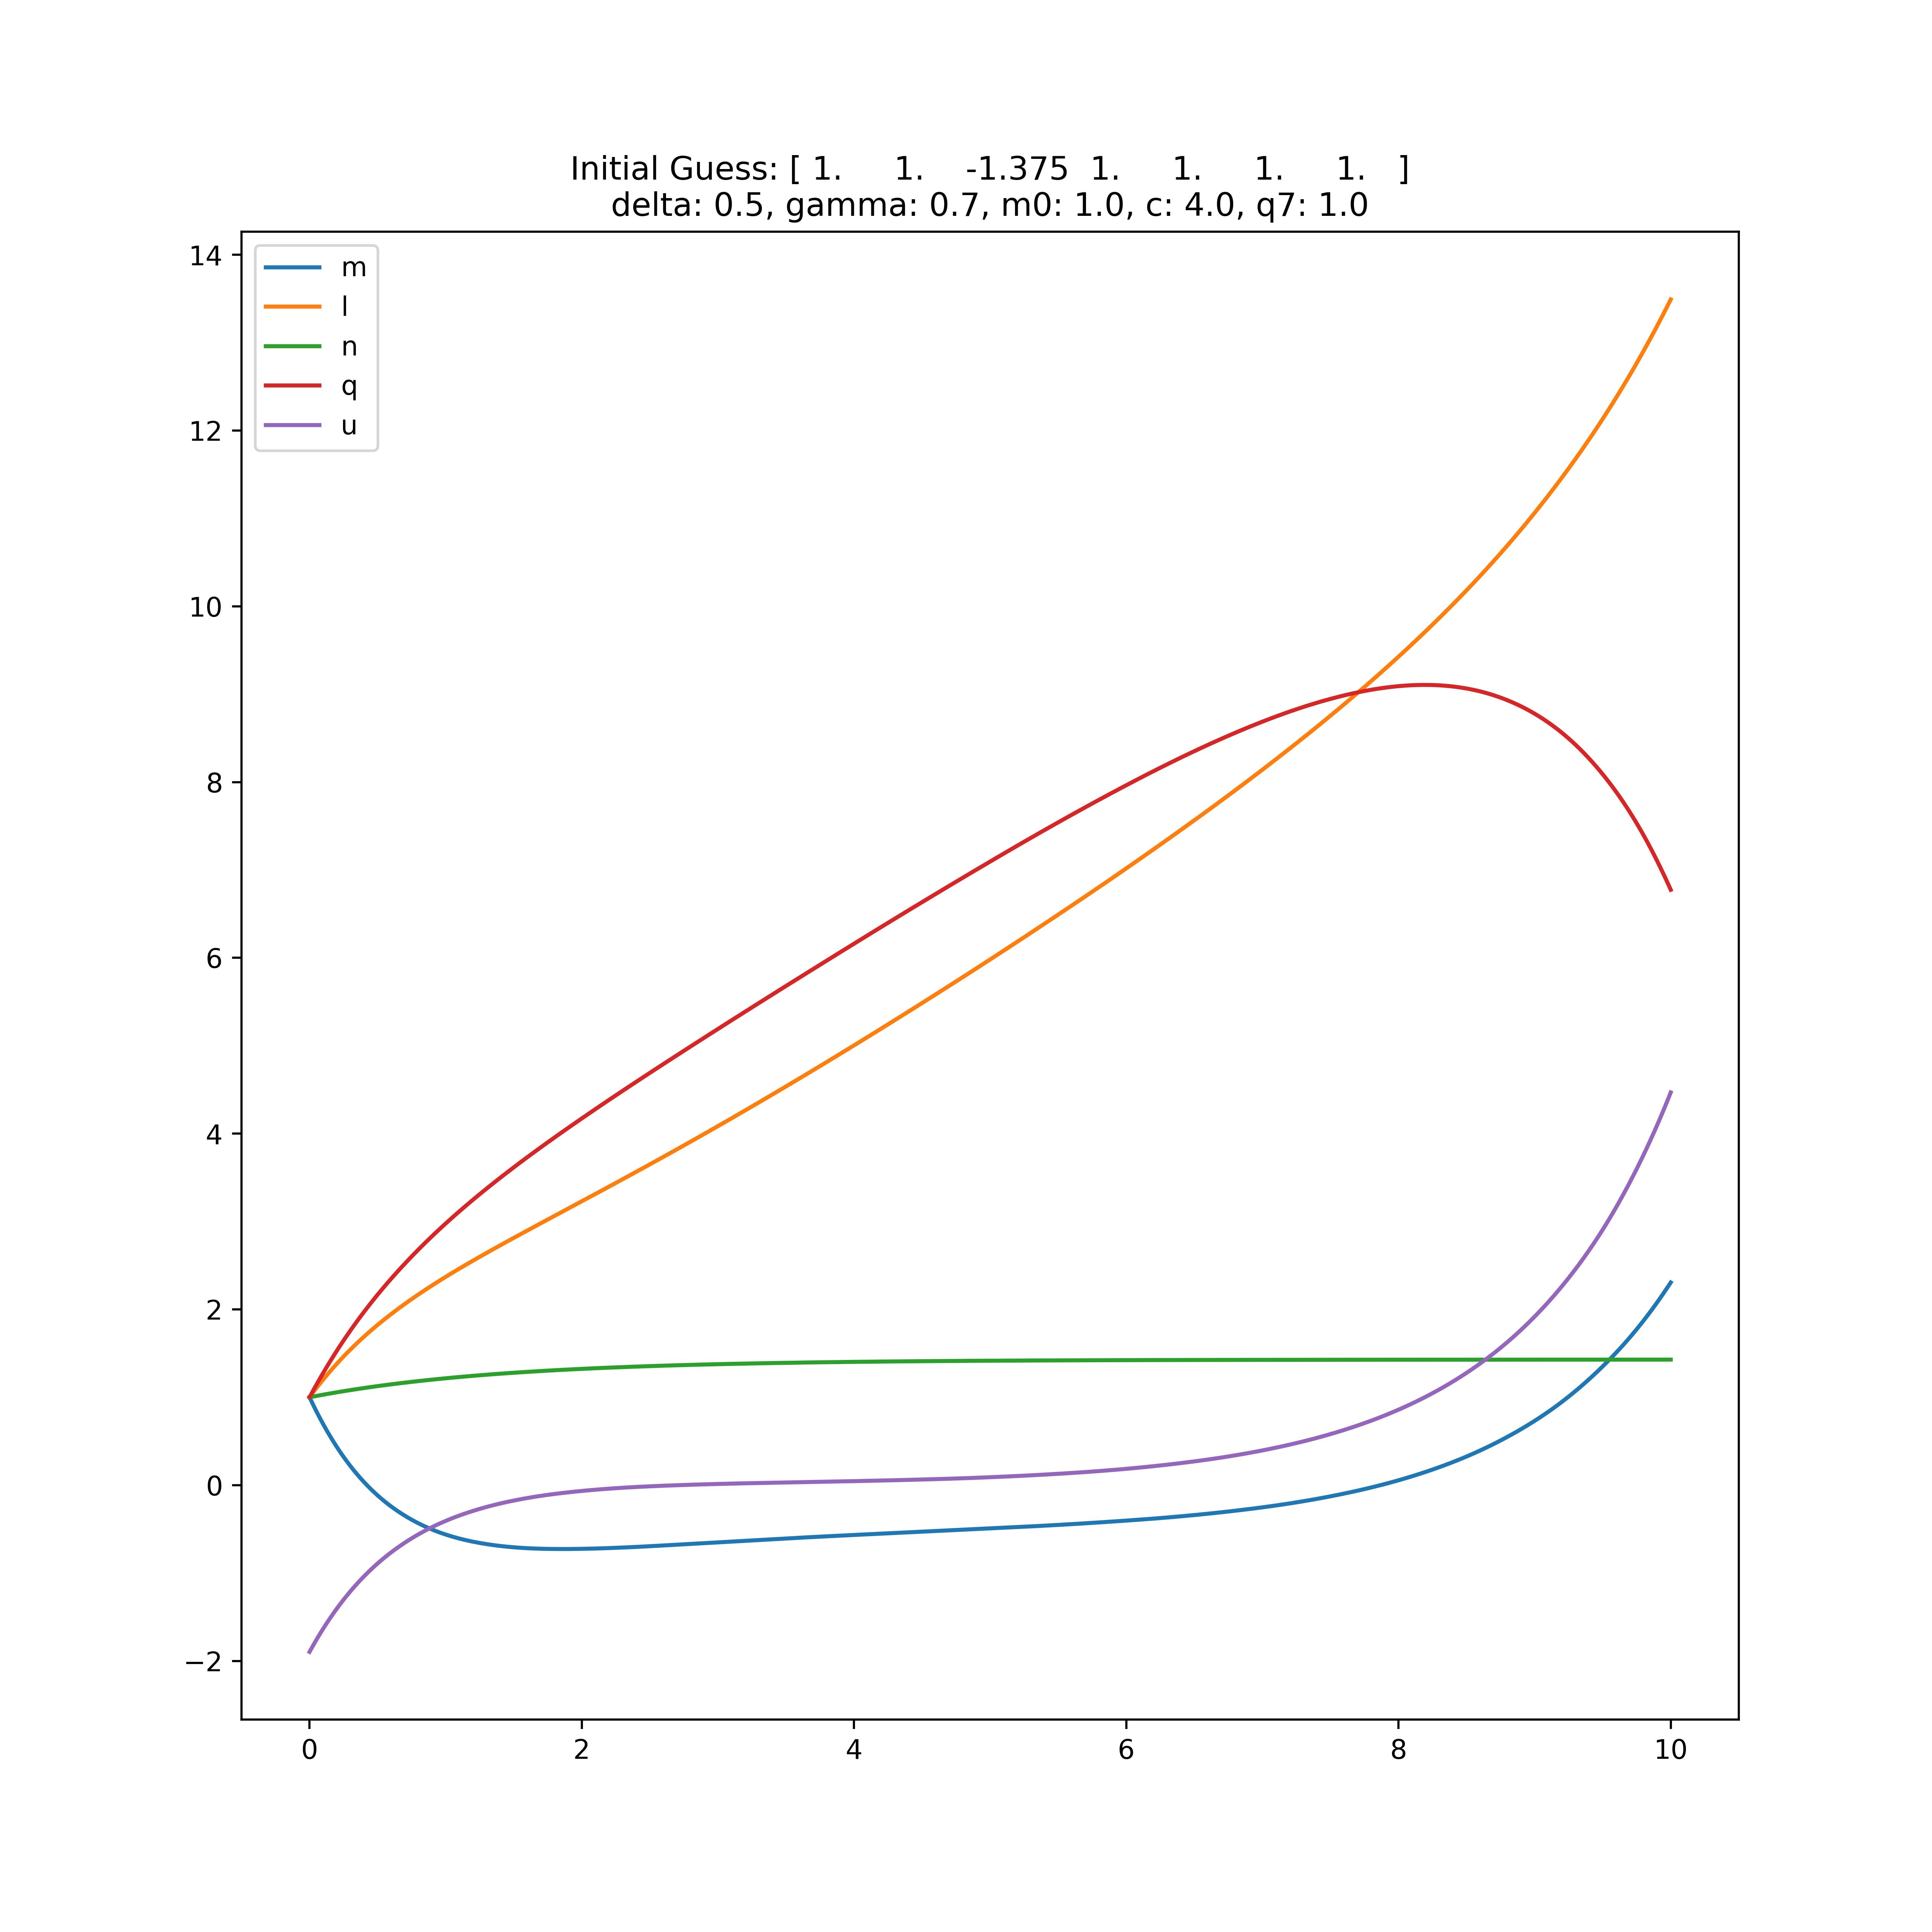 Initial Guess: [ 1. 1. -1.375 1. 1. 1. 1. ]
delta: 0.5, gamma: 0.7, m0: 1.0, c: 4.0, q7: 1.0
m
l
n
q
u
14
12
10
8
6
4
2
0
−2
0 2 4 6 8 10